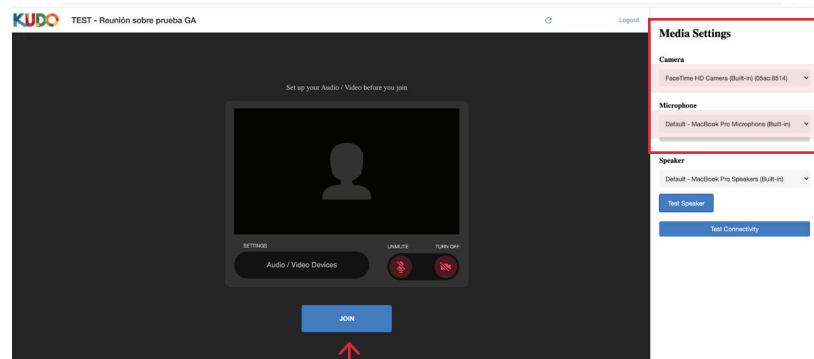 KUDO TEST - Reunión sobre prueba GA Logout
Set up your Audio / Video before you join
SETTINGS UNMUTE TURN OFF
Audio / Video Devices
JOIN
Media Settings
Camera
FaceTime HD Camera (Built-in) (05ac:8514)
Microphone
Default - MacBook Pro Microphone (Built-in)
Speaker
Default - MacBook Pro Speakers (Built-in)
Test Speaker
Test Connectivity